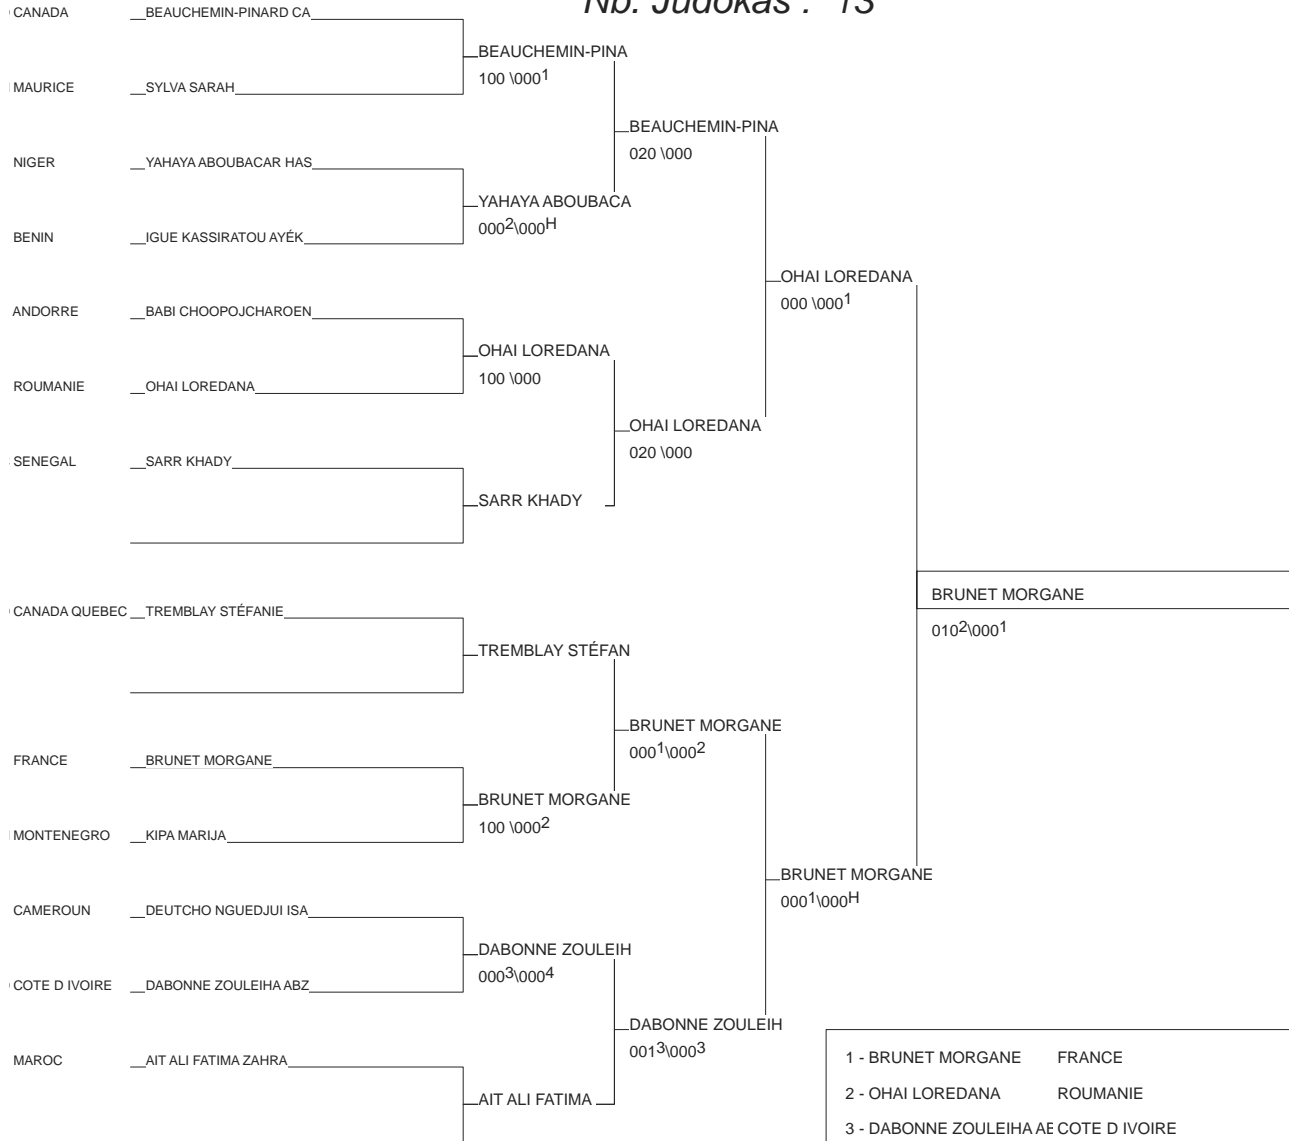 Nb. Judokas : 13
CANADA BEAUCHEMIN-PINARD CA
BEAUCHEMIN-PINA
100 \000 1
MAURICE SYLVA SARAH
BEAUCHEMIN-PINA
020 \000
NIGER YAHAYA ABOUBACAR HAS
YAHAYA ABOUBACA
000 2\000 H
BENIN IGUE KASSIRATOU AYÉK
OHAI LOREDANA
000 \000 1
ANDORRE BABI CHOOPOJCHAROEN
OHAI LOREDANA
100 \000
ROUMANIE OHAI LOREDANA
OHAI LOREDANA
020 \000
SENEGAL SARR KHADY
SARR KHADY
BRUNET MORGANE
010 2\000 1
CANADA QUEBEC TREMBLAY STÉFANIE
TREMBLAY STÉFAN
BRUNET MORGANE
000 1\000 2
FRANCE BRUNET MORGANE
BRUNET MORGANE
100 \000 2
MONTENEGRO KIPA MARIJA
BRUNET MORGANE
000 1\000 H
CAMEROUN DEUTCHO NGUEDJUI ISA
DABONNE ZOULEIH
000 3\000 4
COTE D IVOIRE DABONNE ZOULEIHA ABZ
DABONNE ZOULEIH
001 3\000 3
MAROC AIT ALI FATIMA ZAHRA
AIT ALI FATIMA
1 - BRUNET MORGANE FRANCE
2 - OHAI LOREDANA ROUMANIE
3 - DABONNE ZOULEIHA AB COTE D IVOIRE